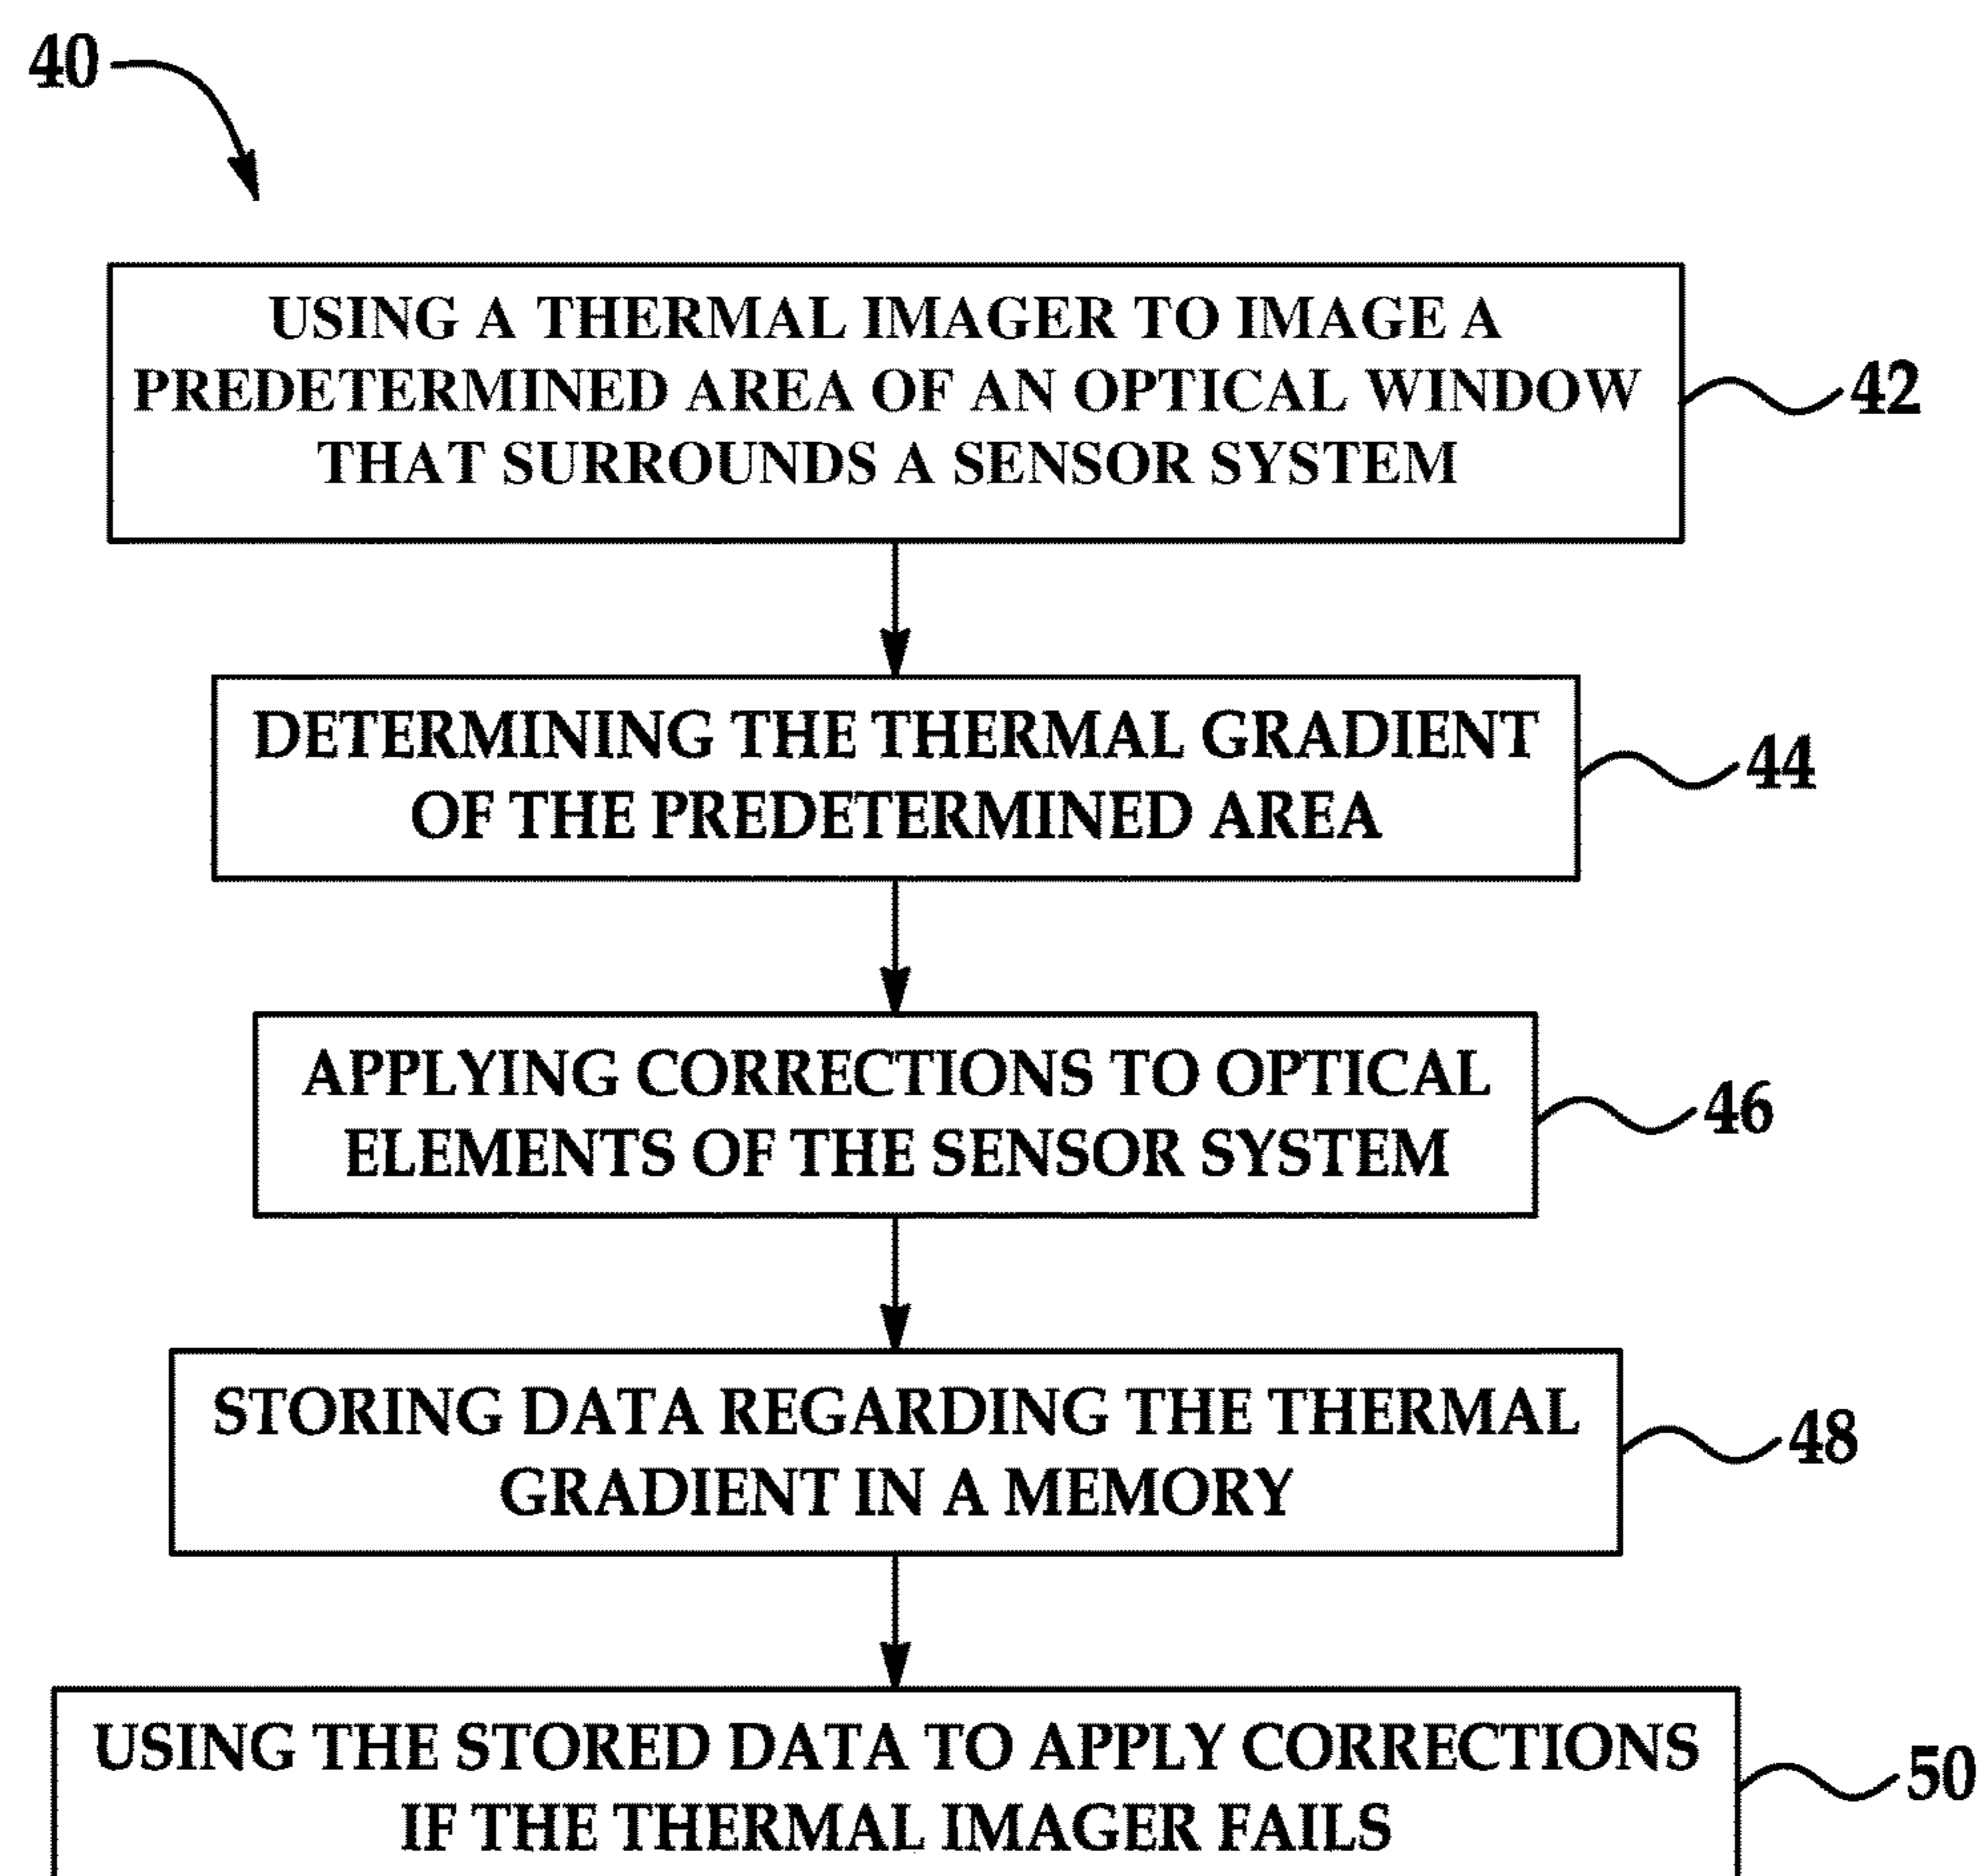 40
USING A THERMAL IMAGER TO IMAGE A
PREDETERMINED AREA OF AN OPTICAL WINDOW
THAT SURROUNDS A SENSOR SYSTEM
42
DETERMINING THE THERMAL GRADIENT
OF THE PREDETERMINED AREA
44
APPLYING CORRECTIONS TO OPTICAL
ELEMENTS OF THE SENSOR SYSTEM
46
STORING DATA REGARDING THE THERMAL
GRADIENT IN A MEMORY
48
USING THE STORED DATA TO APPLY CORRECTIONS
IF THE THERMAL IMAGER FAILS
50